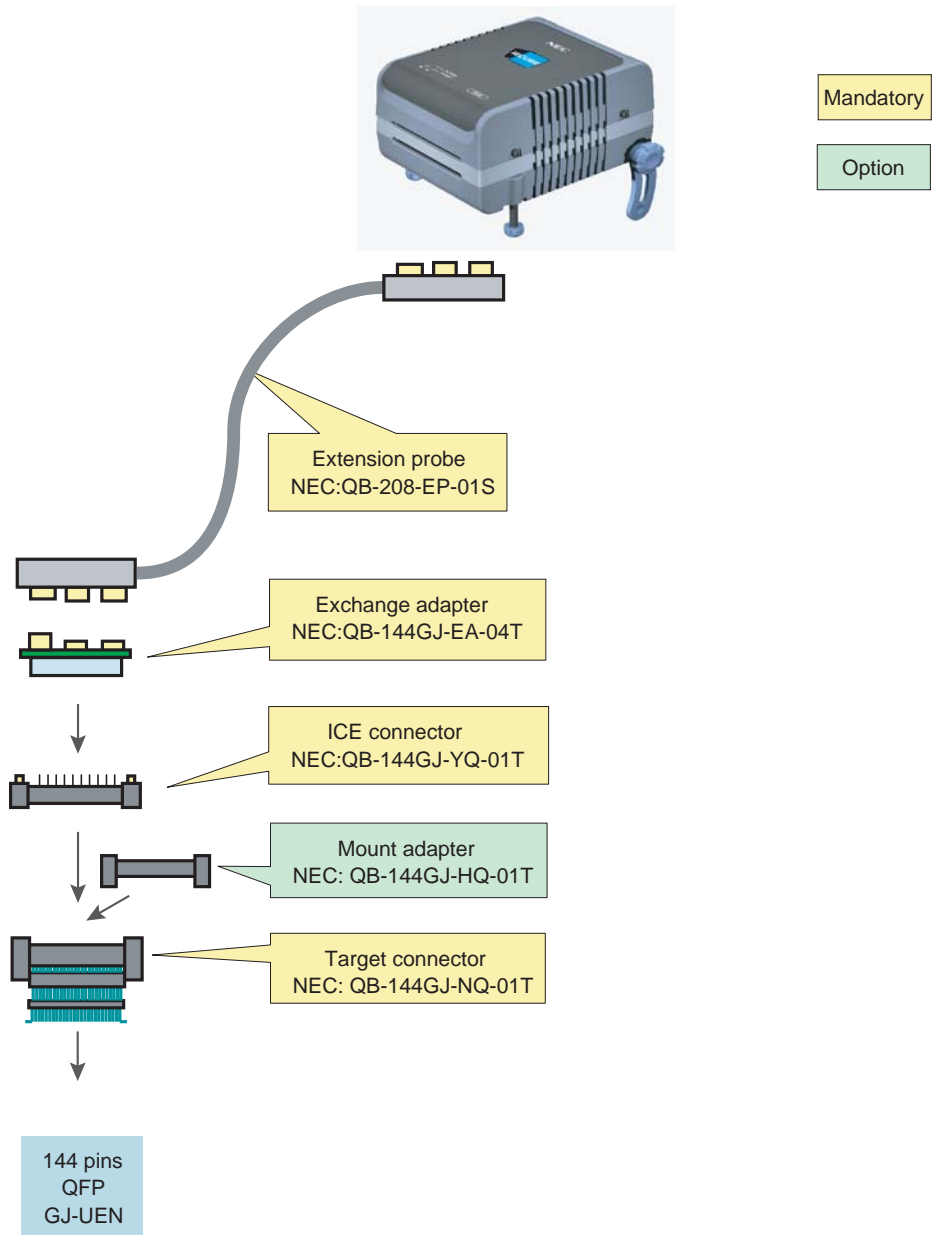 NEC
Mandatory
Option
Extension probe
NEC:QB-208-EP-01S
Exchange adapter
NEC:QB-144GJ-EA-04T
ICE connector
NEC:QB-144GJ-YQ-01T
Mount adapter
NEC: QB-144GJ-HQ-01T
Target connector
NEC: QB-144GJ-NQ-01T
144 pins
QFP
GJ-UEN